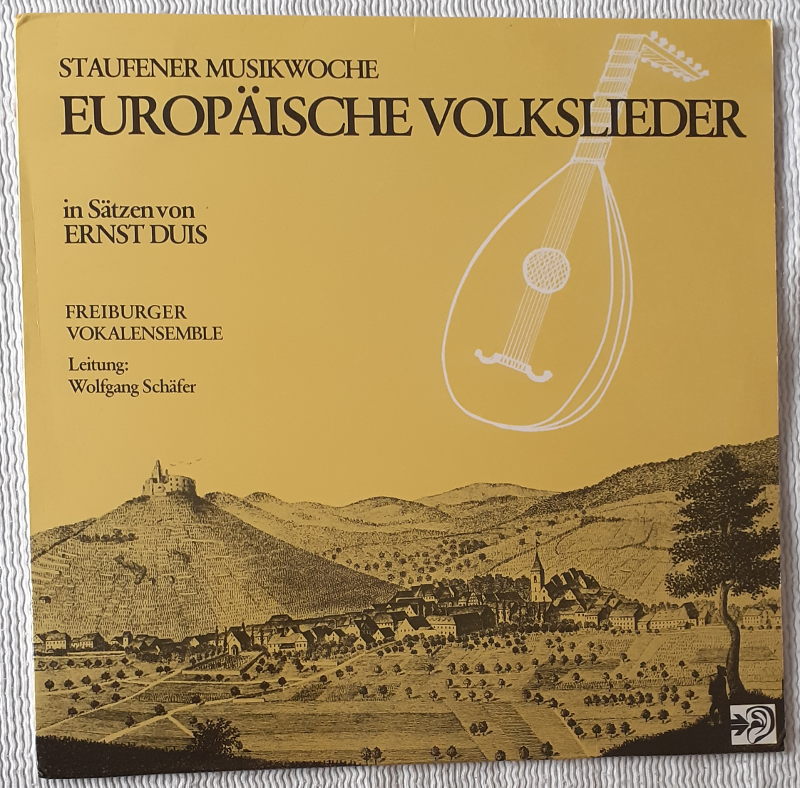 STAUFENER MUSIKWOCHE
EUROPÄISCHE VOLKSLIEDER
in Sätzen von
ERNST DUIS
FREIBURGER
VOKALENSEMBLE
Leitung:
Wolfgang Schäfer